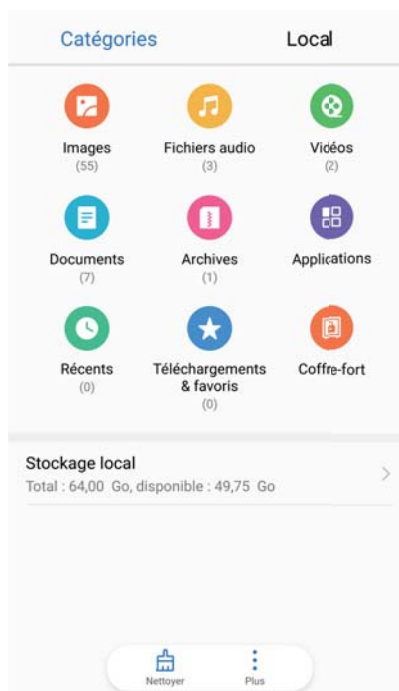 Catégories Local
Images Fichiers audio Vidéos
(55) (3) (2)
Documents Archives Applications
(7) (1)
Récents Téléchargements Coffre-fort
(0) & favoris
(0)
Stockage local
Total : 64,00 Go, disponible : 49,75 Go
Nettoyer Plus